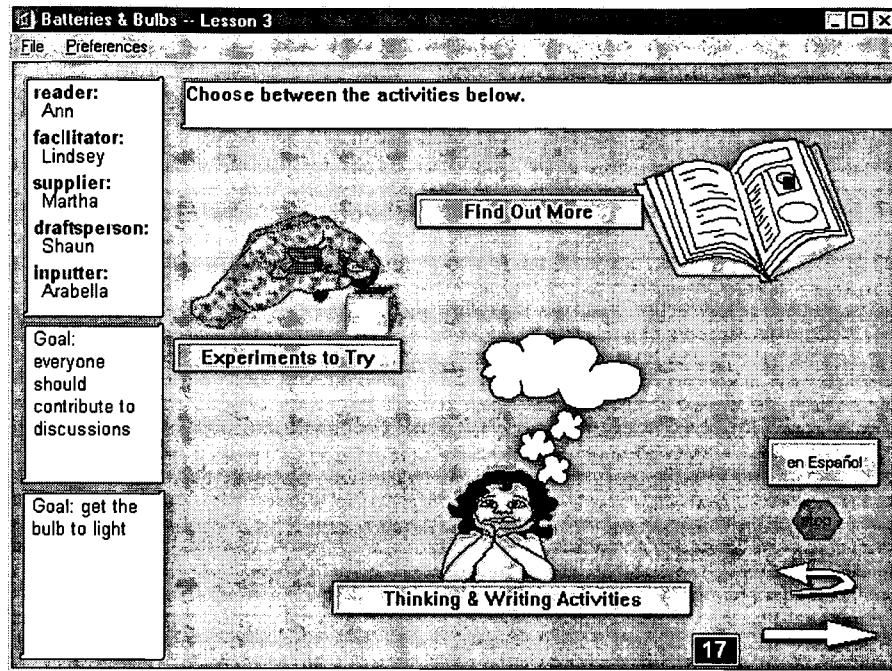 Batteries & Bulbs -- Lesson 3
File Preferences
reader:
Ann
facilitator:
Lindsey
supplier:
Martha
draftsperson:
Shaun
inputter:
Arabella
Goal:
everyone
should
contribute to
discussions
Goal: get the
bulb to light
Choose between the activities below.
Find Out More
Experiments to Try
Thinking & Writing Activities
en Español
stop
17